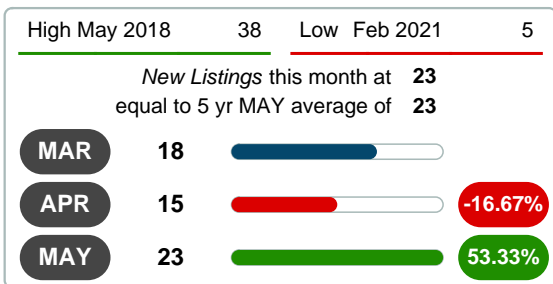 High May 2018 38 Low Feb 2021 5
New Listings this month at 23
equal to 5 yr MAY average of 23
MAR 18
APR 15 -16.67%
MAY 23 53.33%